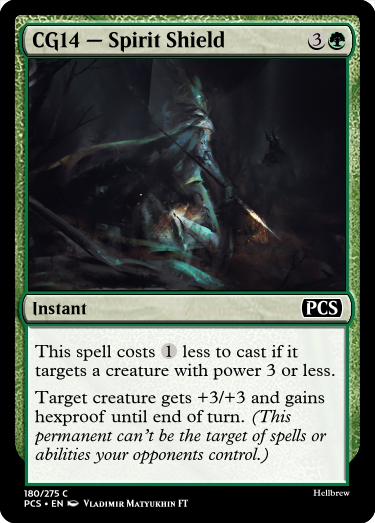 CG14 — Spirit Shield 3
Instant PCS
This spell costs 1 less to cast if it
targets a creature with power 3 or less.
Target creature gets +3/+3 and gains
hexproof until end of turn. (This
permanent can't be the target of spells or
abilities your opponents control.)
180/275 C Hellbrew
PCS • EN Vladimir Matyukhin FT